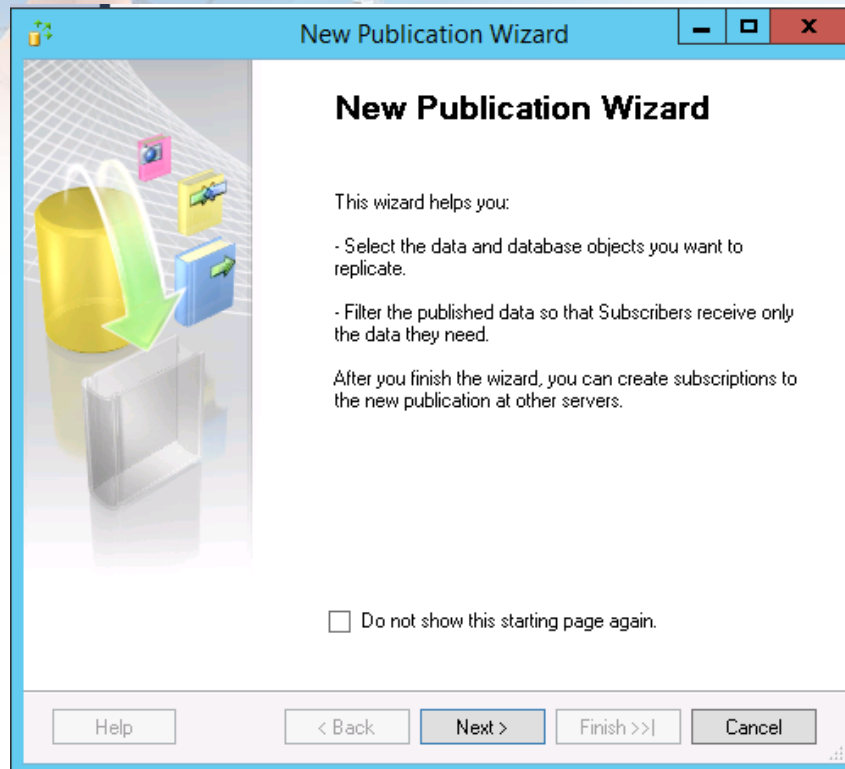 New Publication Wizard
New Publication Wizard
This wizard helps you:
- Select the data and database objects you want to
replicate.
- Filter the published data so that Subscribers receive only
the data they need.
After you finish the wizard, you can create subscriptions to
the new publication at other servers.
Do not show this starting page again.
Help
< Back
Next >
Finish >>|
Cancel